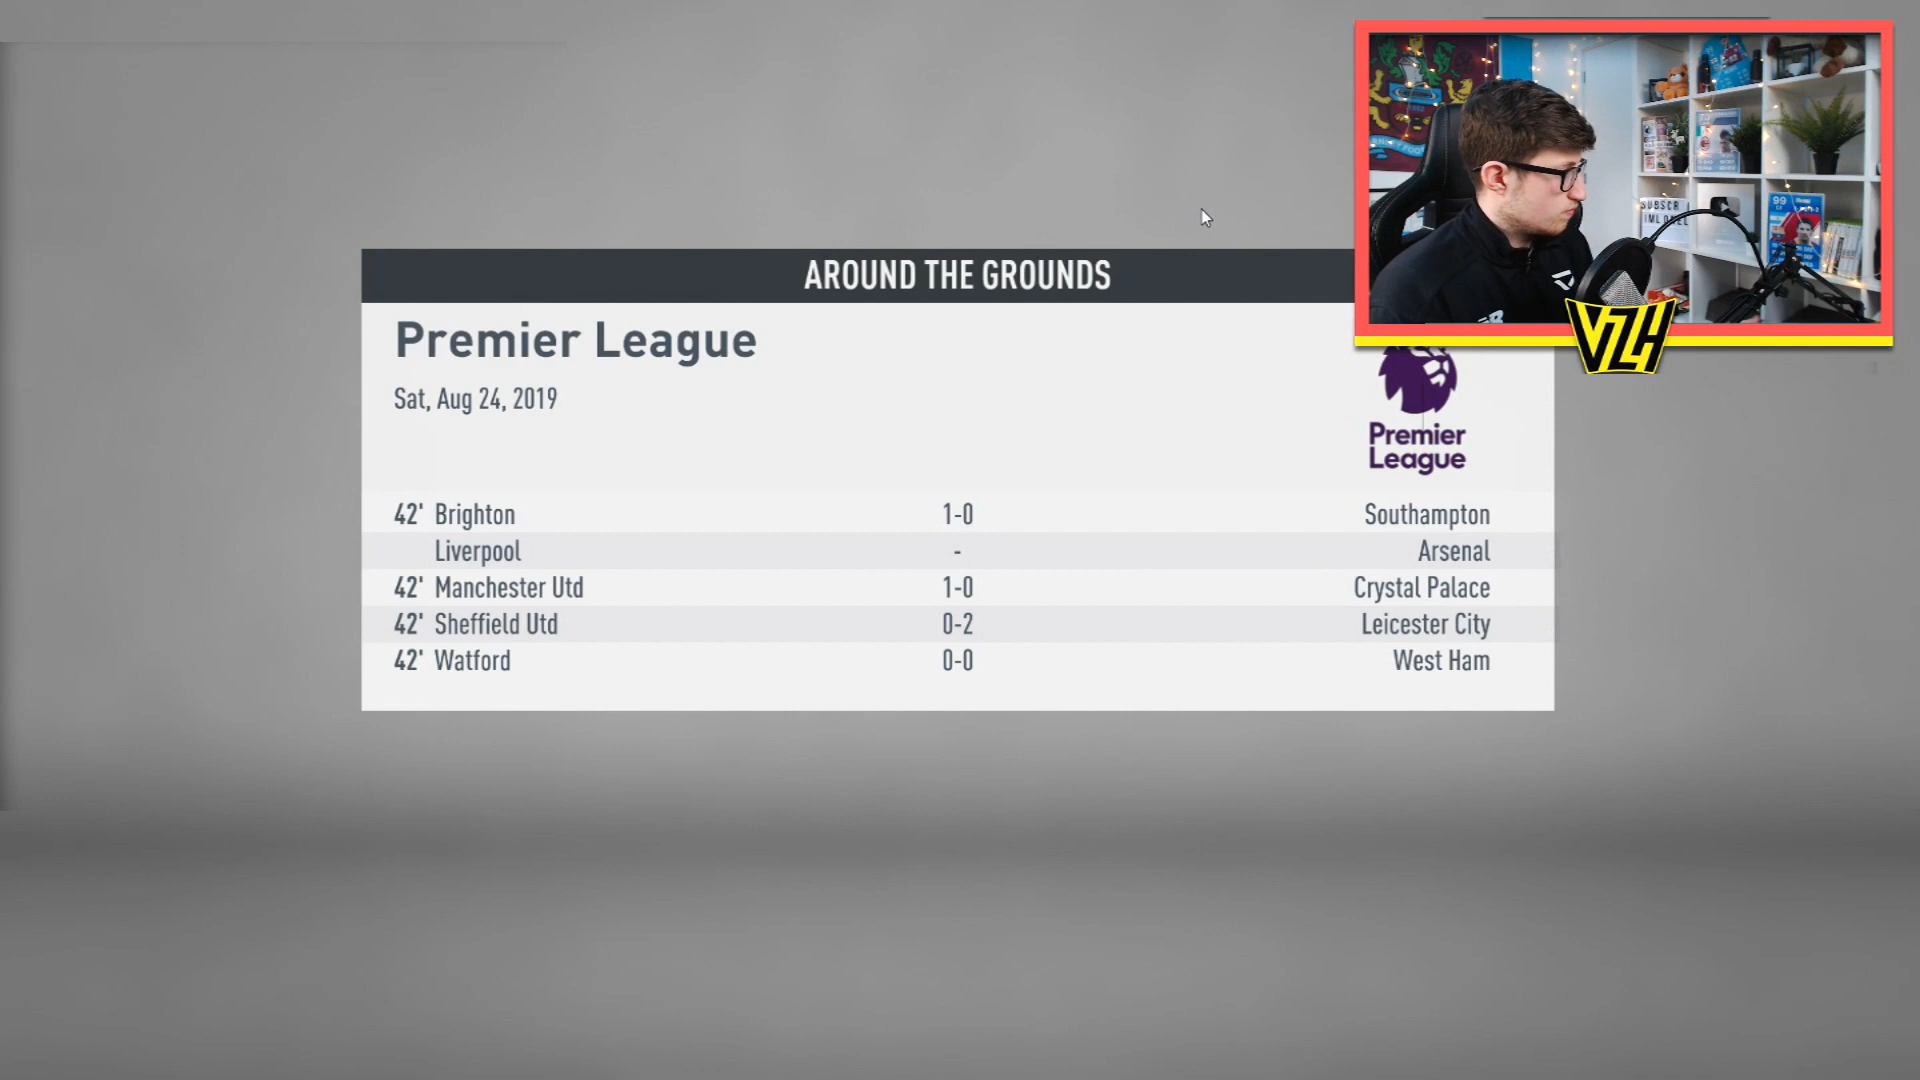 AROUND THE GROUNDS
Premier League
Sat, Aug 24, 2019
Premier
League
42' Brighton 1-0 Southampton
Liverpool - Arsenal
42' Manchester Utd 1-0 Crystal Palace
42' Sheffield Utd 0-2 Leicester City
42' Watford 0-0 West Ham
SUBSCR
99
VZH